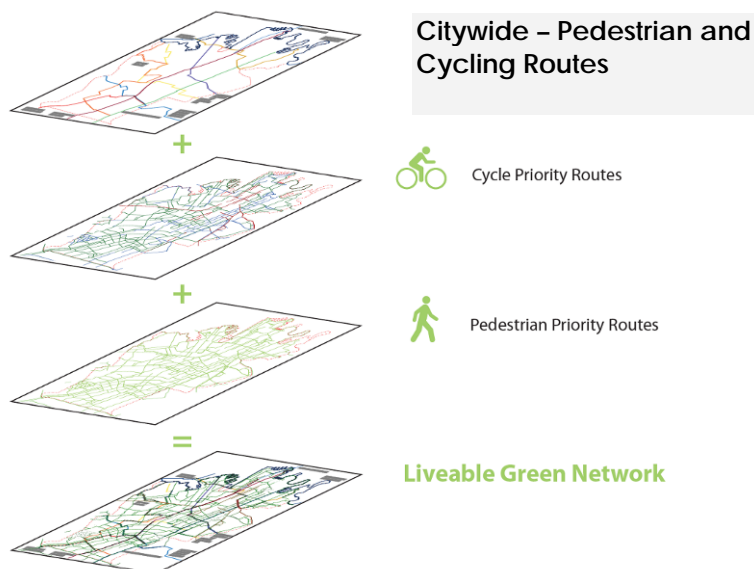 Citywide – Pedestrian and
Cycling Routes
+
Cycle Priority Routes
+
Pedestrian Priority Routes
=
Liveable Green Network